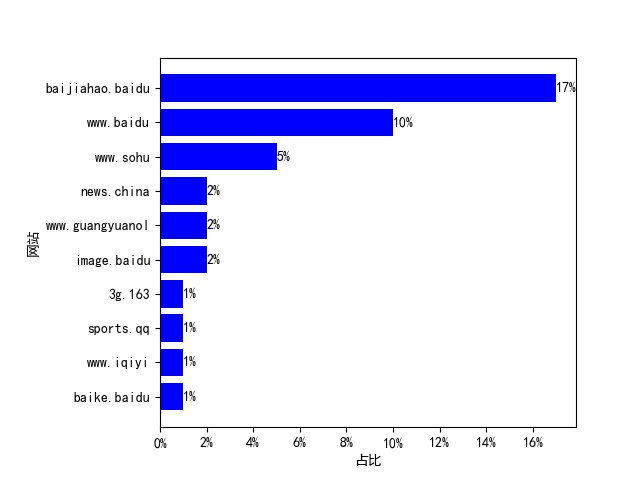 baijiahao.baidu
17%
www.baidu
10%
www.sohu
5%
news.china
2%
www.guangyuanol
2%
image.baidu
2%
3g.163
1%
sports.qq
1%
www.iqiyi
1%
baike.baidu
1%
网站
0% 2% 4% 6% 8% 10% 12% 14% 16%
占比